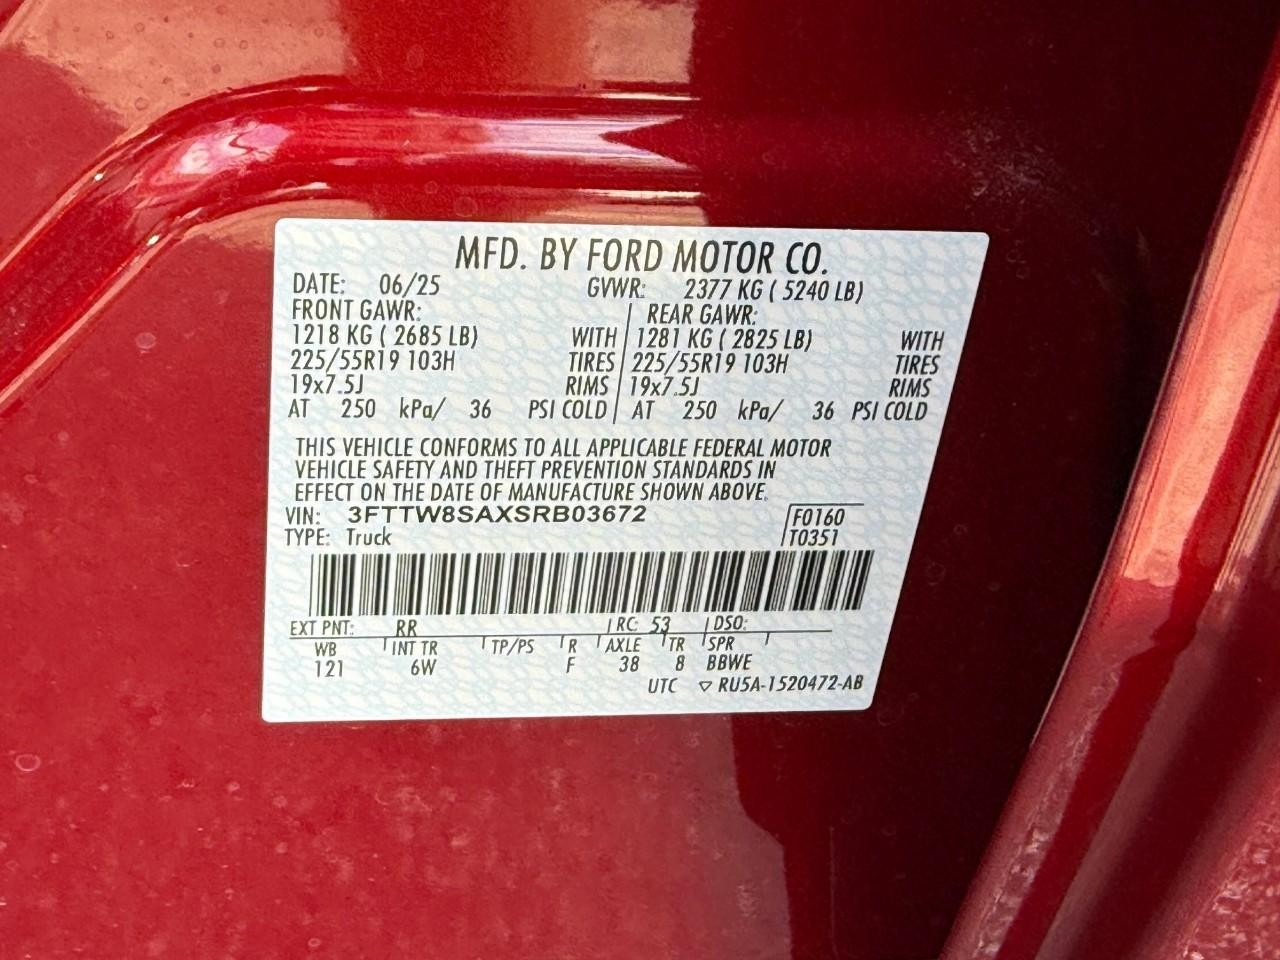 MFD. BY FORD MOTOR CO.
DATE: 06/25 GVWR: 2377 KG ( 5240 LB)
FRONT GAWR: REAR GAWR:
1218 KG ( 2685 LB) WITH 1281 KG ( 2825 LB) WITH
225/55R19 103H TIRES 225/55R19 103H TIRES
19x7.5J RIMS 19x7.5J RIMS
AT 250 kPa/ 36 PSI COLD AT 250 kPa/ 36 PSI COLD
THIS VEHICLE CONFORMS TO ALL APPLICABLE FEDERAL MOTOR
VEHICLE SAFETY AND THEFT PREVENTION STANDARDS IN
EFFECT ON THE DATE OF MANUFACTURE SHOWN ABOVE.
VIN: 3FTTW8SAXSRB03672 F0160
TYPE: Truck T0351
EXT PNT: RR RC: 53 DSO:
WB INT TR TP/PS R AXLE TR SPR
121 6W F 38 8 BBWE
UTC ▽ RU5A-1520472-AB